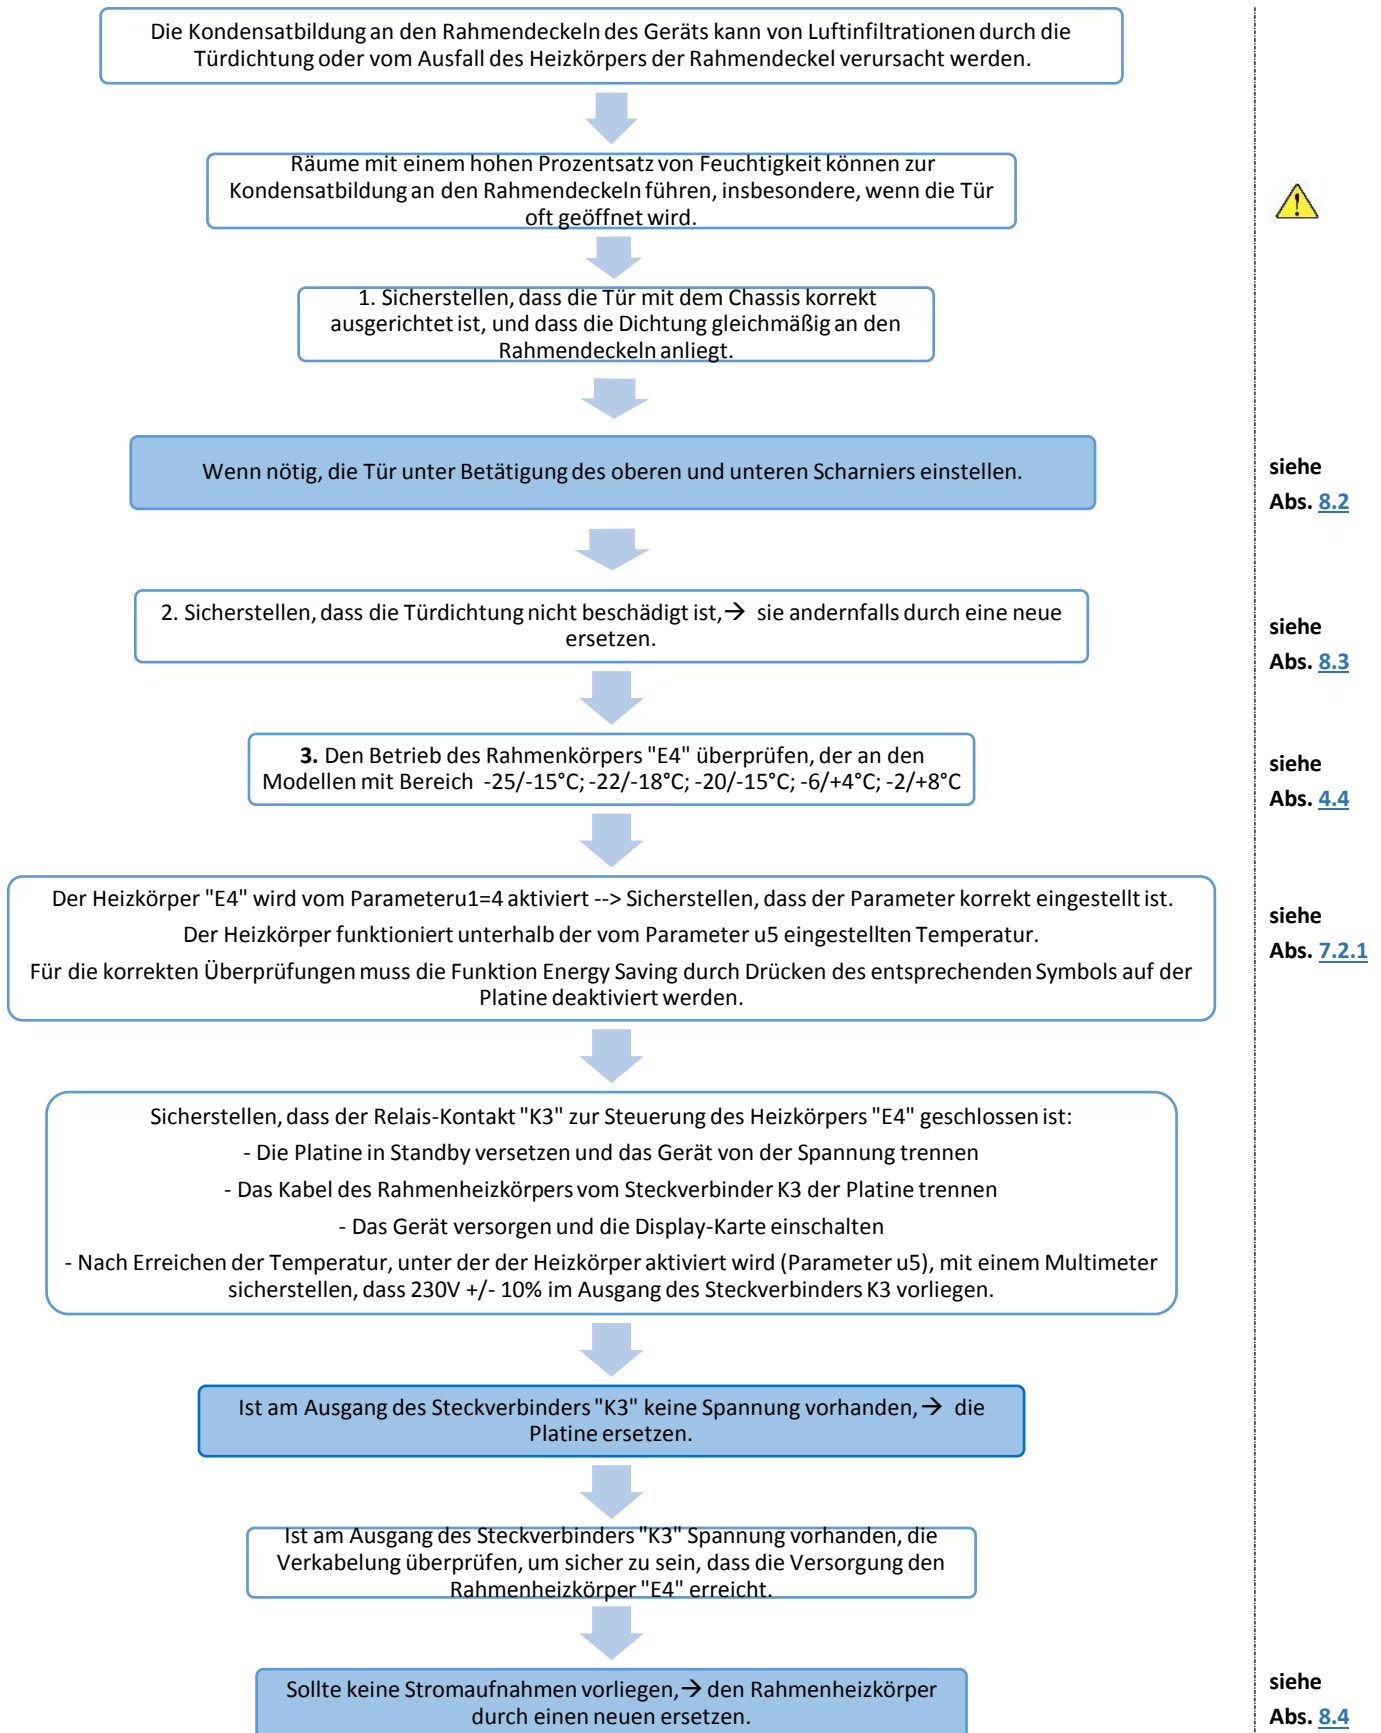 Die Kondensatbildung an den Rahmendeckeln des Geräts kann von Luftinfiltrationen durch die
Türdichtung oder vom Ausfall des Heizkörpers der Rahmendeckel verursacht werden.
Räume mit einem hohen Prozentsatz von Feuchtigkeit können zur
Kondensatbildung an den Rahmendeckeln führen, insbesondere, wenn die Tür
oft geöffnet wird.
1. Sicherstellen, dass die Tür mit dem Chassis korrekt
ausgerichtet ist, und dass die Dichtung gleichmäßig an den
Rahmendeckeln anliegt.
Wenn nötig, die Tür unter Betätigung des oberen und unteren Scharniers einstellen.
siehe
Abs. 8.2
2. Sicherstellen, dass die Türdichtung nicht beschädigt ist,→ sie andernfalls durch eine neue
ersetzen.
siehe
Abs. 8.3
3. Den Betrieb des Rahmenkörpers "E4" überprüfen, der an den
Modellen mit Bereich -25/-15°C; -22/-18°C; -20/-15°C; -6/+4°C; -2/+8°C
siehe
Abs. 4.4
Der Heizkörper "E4" wird vom Parameteru1=4 aktiviert --> Sicherstellen, dass der Parameter korrekt eingestellt ist.
Der Heizkörper funktioniert unterhalb der vom Parameter u5 eingestellten Temperatur.
Für die korrekten Überprüfungen muss die Funktion Energy Saving durch Drücken des entsprechenden Symbols auf der
Platine deaktiviert werden.
siehe
Abs. 7.2.1
Sicherstellen, dass der Relais-Kontakt "K3" zur Steuerung des Heizkörpers "E4" geschlossen ist:
- Die Platine in Standby versetzen und das Gerät von der Spannung trennen
- Das Kabel des Rahmenheizkörpers vom Steckverbinder K3 der Platine trennen
- Das Gerät versorgen und die Display-Karte einschalten
- Nach Erreichen der Temperatur, unter der der Heizkörper aktiviert wird (Parameter u5), mit einem Multimeter
sicherstellen, dass 230V +/- 10% im Ausgang des Steckverbinders K3 vorliegen.
Ist am Ausgang des Steckverbinders "K3" keine Spannung vorhanden,→ die
Platine ersetzen.
Ist am Ausgang des Steckverbinders "K3" Spannung vorhanden, die
Verkabelung überprüfen, um sicher zu sein, dass die Versorgung den
Rahmenheizkörper "E4" erreicht.
Sollte keine Stromaufnahmen vorliegen,→ den Rahmenheizkörper
durch einen neuen ersetzen.
siehe
Abs. 8.4